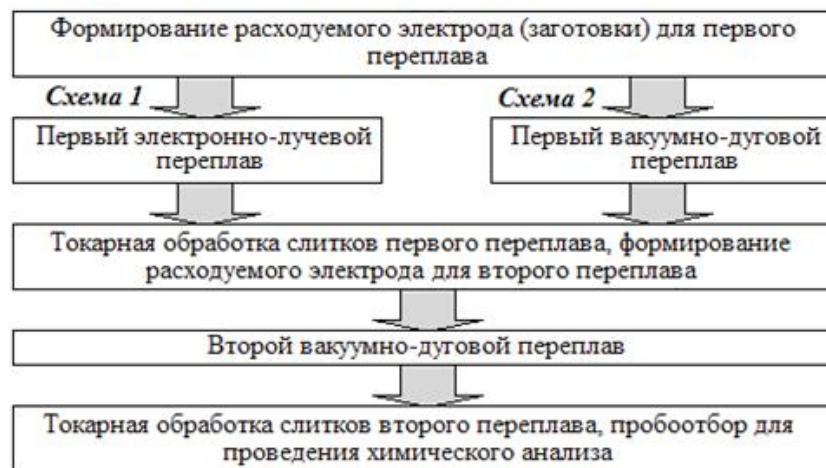 Формирование расходуемого электрода (заготовки) для первого
переплава
Схема 1
Схема 2
Первый электронно-лучевой
переплав
Первый вакуумно-дуговой
переплав
Токарная обработка слитков первого переплава, формирование
расходуемого электрода для второго переплава
Второй вакуумно-дуговой переплав
Токарная обработка слитков второго переплава, пробоотбор для
проведения химического анализа